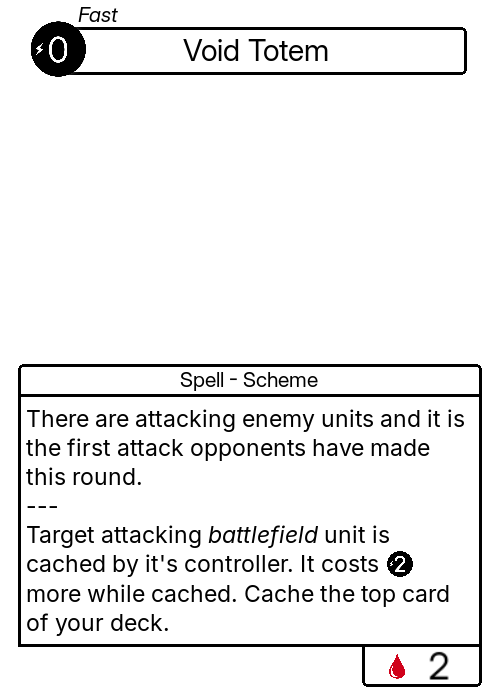 Fast
0
Void Totem
Spell - Scheme
There are attacking enemy units and it is
the first attack opponents have made
this round.
---
Target attacking battlefield unit is
cached by it's controller. It costs 2
more while cached. Cache the top card
of your deck.
2